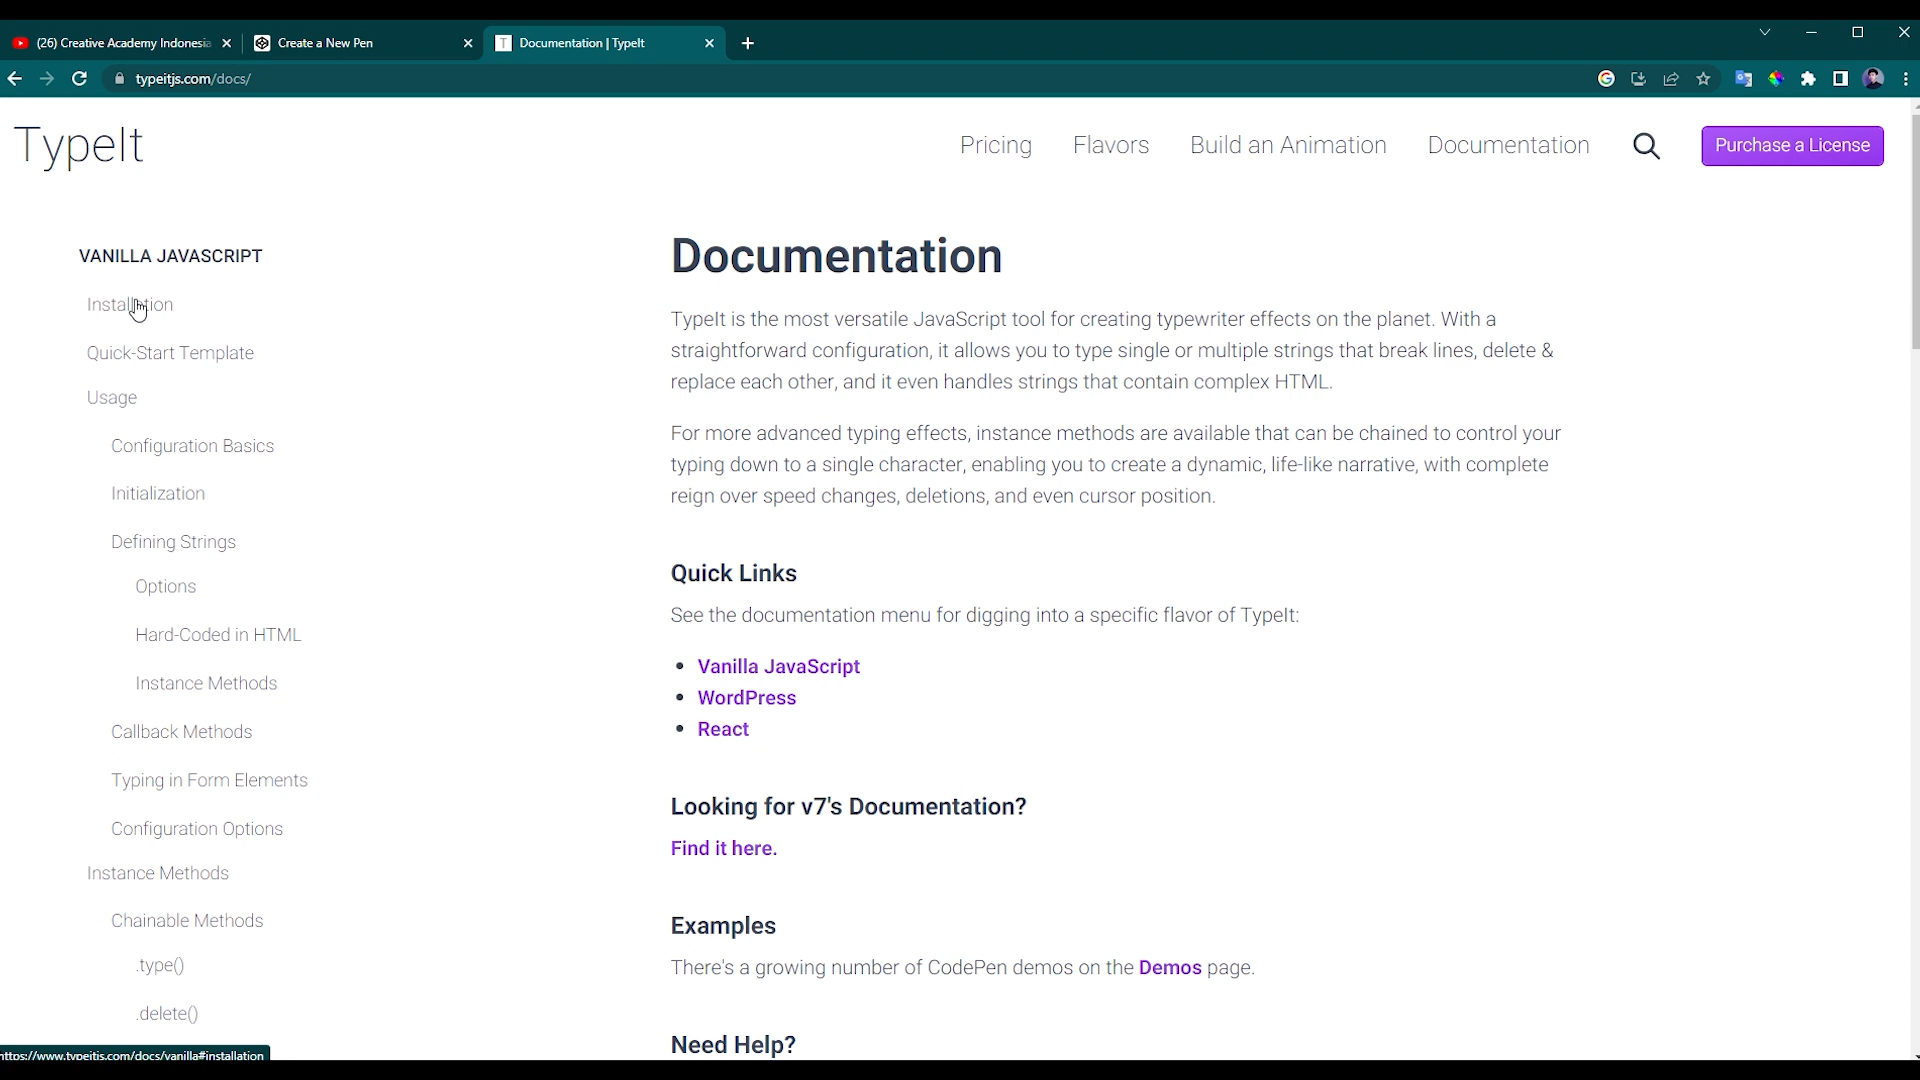 (26) Creative Academy Indonesia
Create a New Pen
Documentation | TypeIt
typeitjs.com/docs/
TypeIt
Pricing
Flavors
Build an Animation
Documentation
Purchase a License
VANILLA JAVASCRIPT
Installation
Quick-Start Template
Usage
Configuration Basics
Initialization
Defining Strings
Options
Hard-Coded in HTML
Instance Methods
Callback Methods
Typing in Form Elements
Configuration Options
Instance Methods
Chainable Methods
.type()
.delete()
Documentation
TypeIt is the most versatile JavaScript tool for creating typewriter effects on the planet. With a
straightforward configuration, it allows you to type single or multiple strings that break lines, delete &
replace each other, and it even handles strings that contain complex HTML.
For more advanced typing effects, instance methods are available that can be chained to control your
typing down to a single character, enabling you to create a dynamic, life-like narrative, with complete
reign over speed changes, deletions, and even cursor position.
Quick Links
See the documentation menu for digging into a specific flavor of TypeIt:
Vanilla JavaScript
WordPress
React
Looking for v7's Documentation?
Find it here.
Examples
There's a growing number of CodePen demos on the Demos page.
Need Help?
https://www.typeitjs.com/docs/vanilla#installation